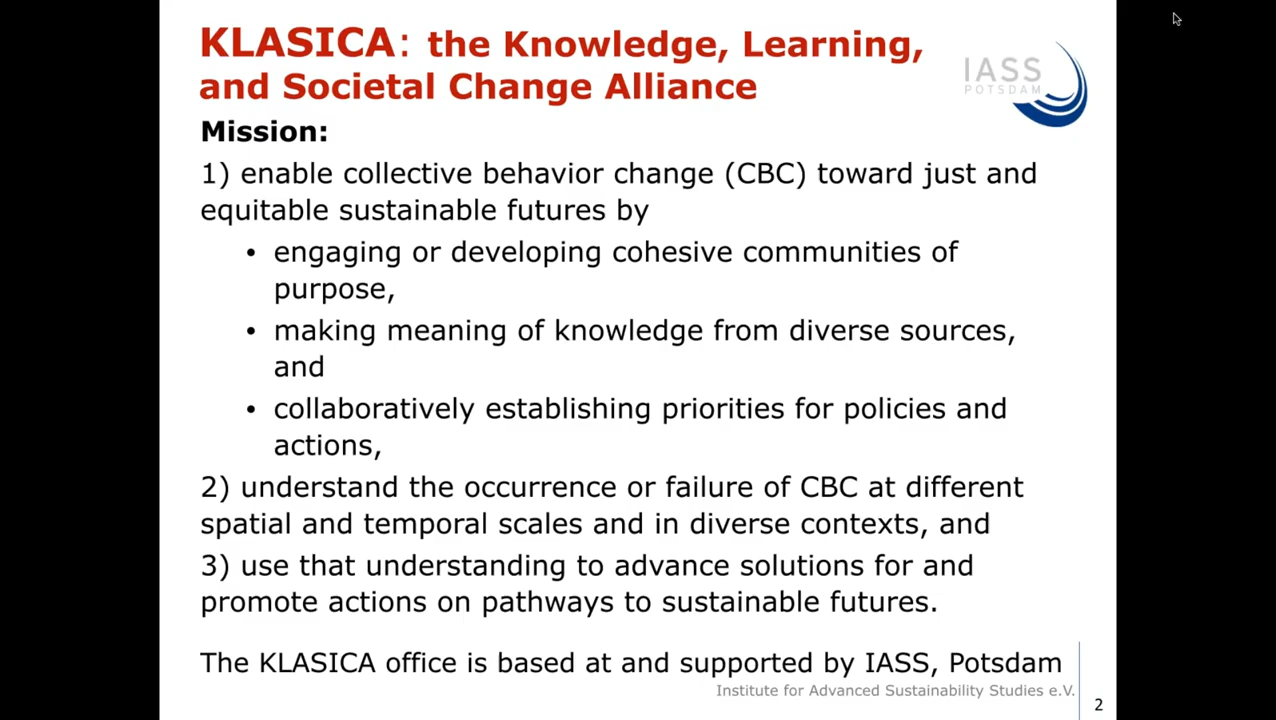 KLASICA: the Knowledge, Learning,
and Societal Change Alliance
IASS
POTSDAM
Mission:
1) enable collective behavior change (CBC) toward just and
equitable sustainable futures by
• engaging or developing cohesive communities of
purpose,
• making meaning of knowledge from diverse sources,
and
• collaboratively establishing priorities for policies and
actions,
2) understand the occurrence or failure of CBC at different
spatial and temporal scales and in diverse contexts, and
3) use that understanding to advance solutions for and
promote actions on pathways to sustainable futures.
The KLASICA office is based at and supported by IASS, Potsdam
Institute for Advanced Sustainability Studies e.V.
2